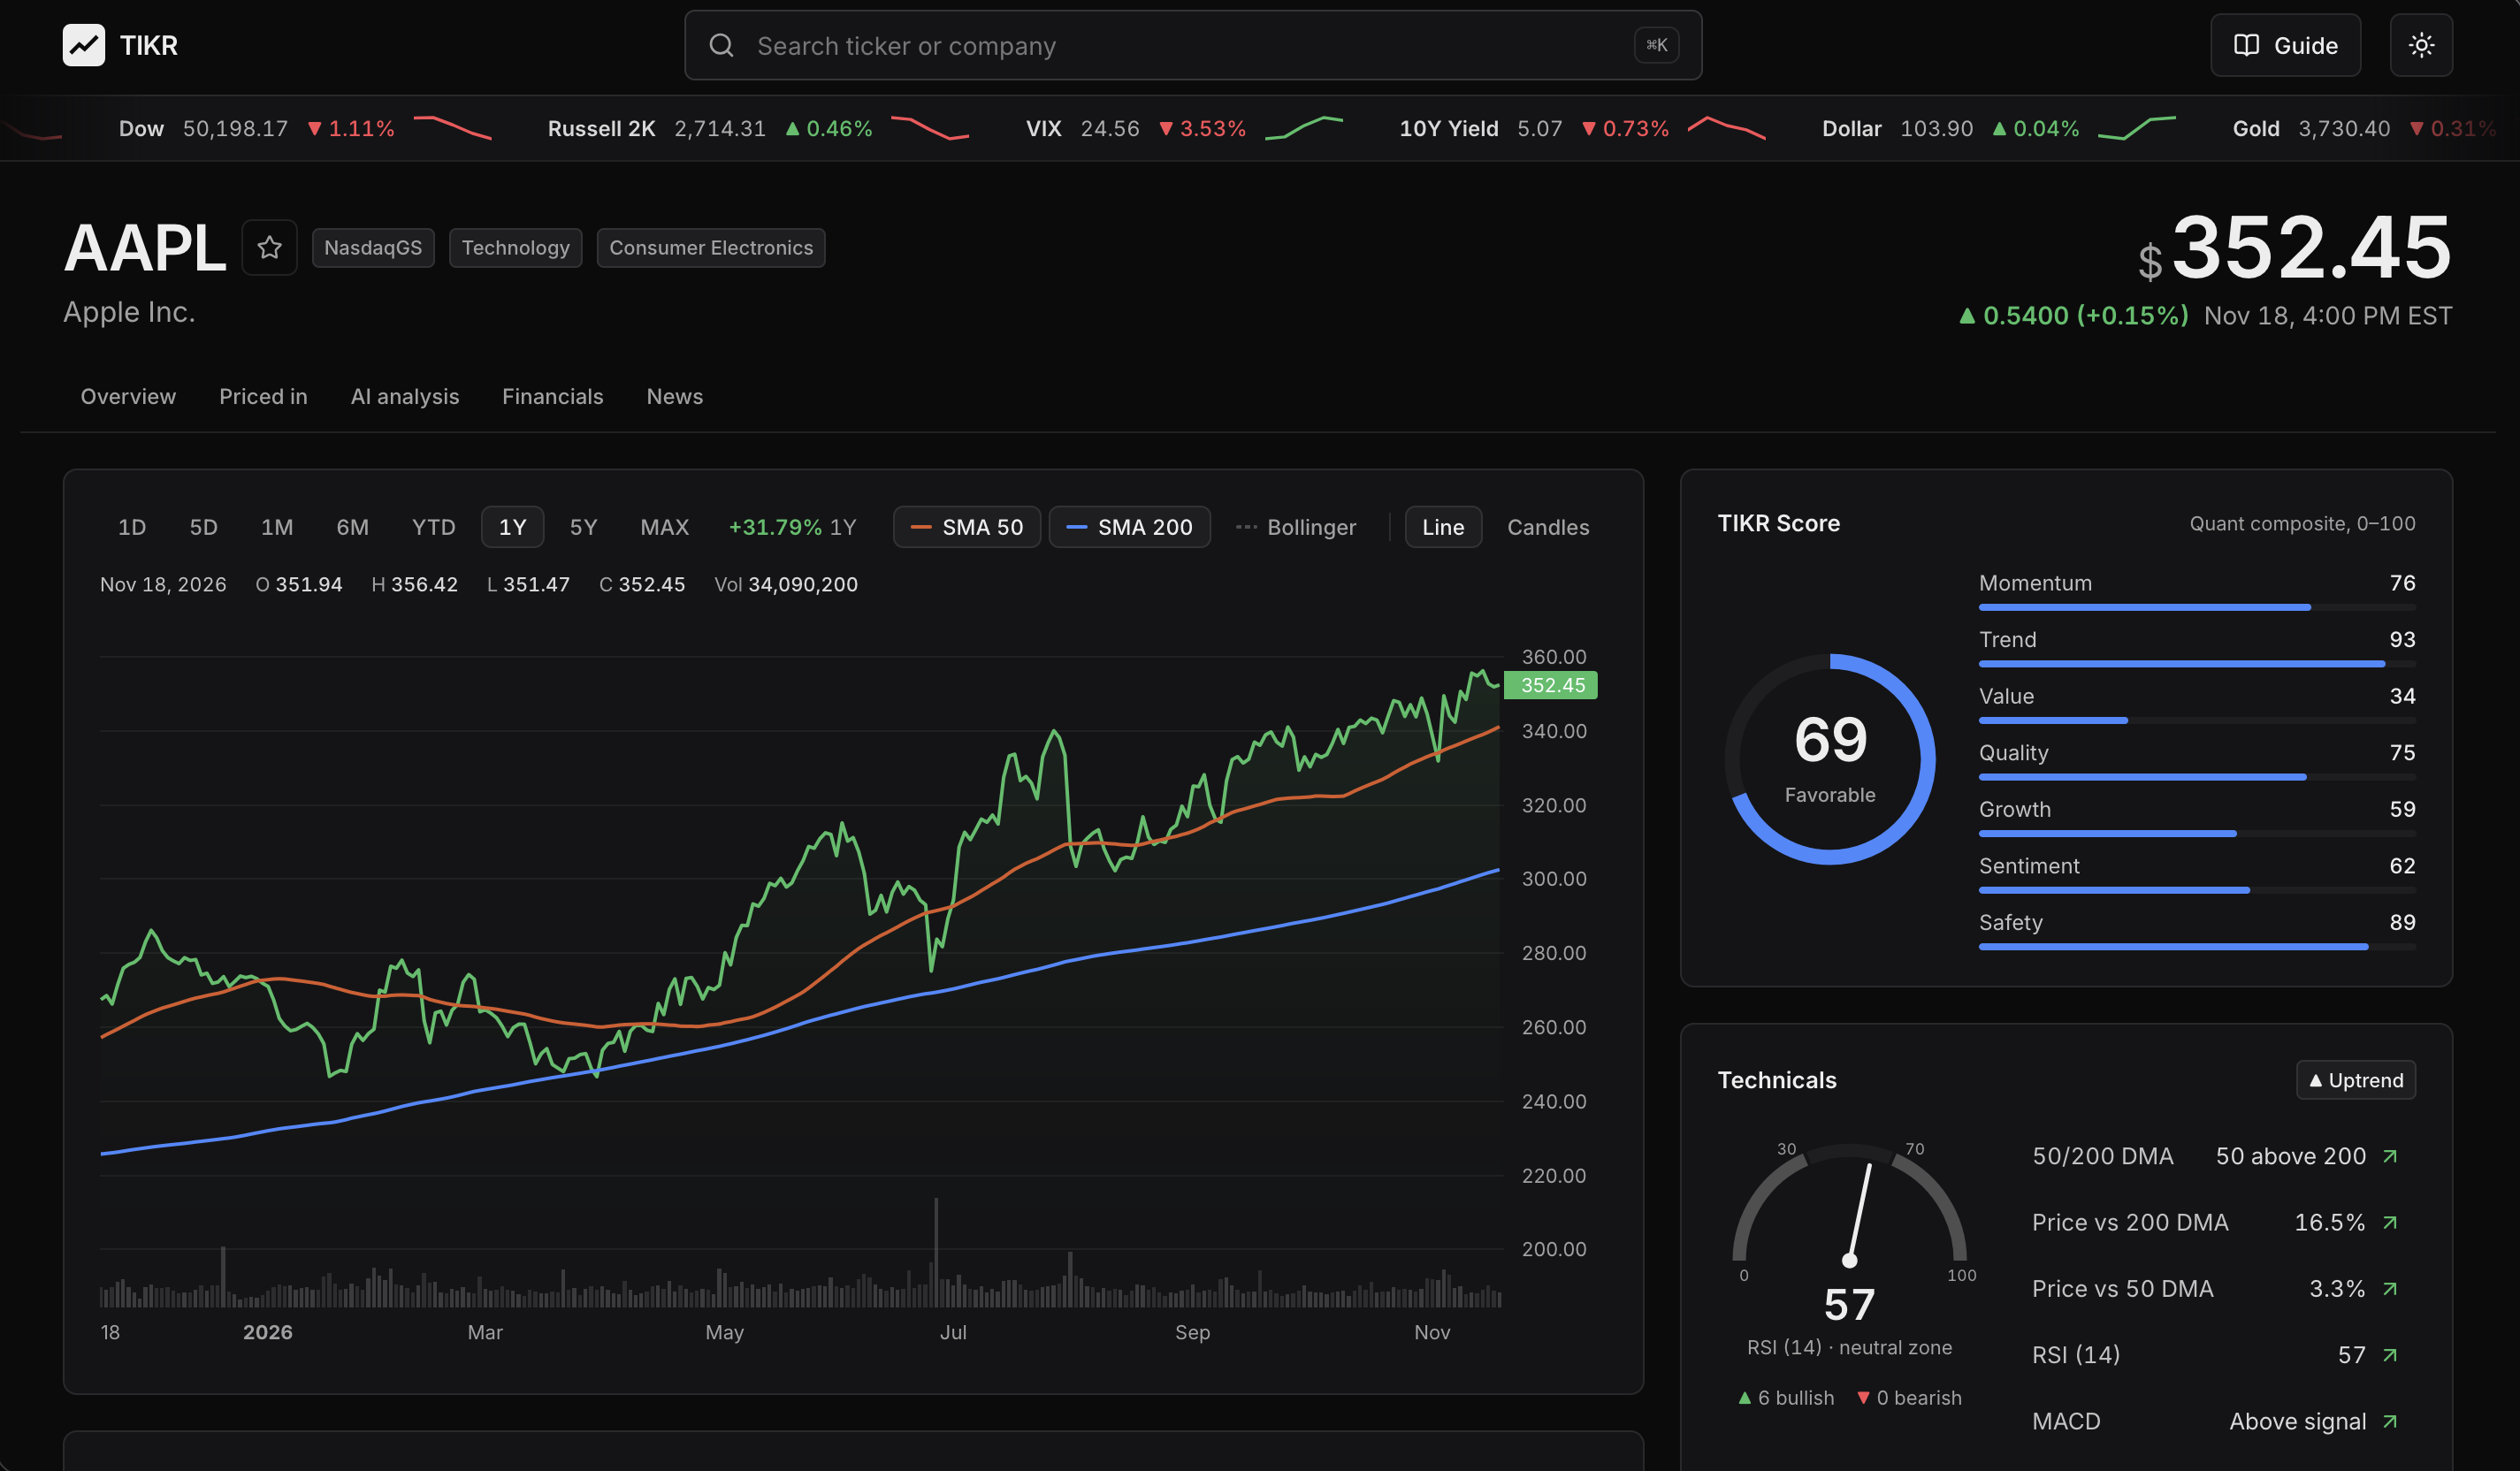 TIKR
Search ticker or company
⌘K
Guide
Dow 50,198.17 ▼ 1.11%
Russell 2K 2,714.31 ▲ 0.46%
VIX 24.56 ▼ 3.53%
10Y Yield 5.07 ▼ 0.73%
Dollar 103.90 ▲ 0.04%
Gold 3,730.40 ▼ 0.31%
AAPL
NasdaqGS
Technology
Consumer Electronics
$352.45
Apple Inc.
▲ 0.5400 (+0.15%) Nov 18, 4:00 PM EST
Overview
Priced in
AI analysis
Financials
News
1D 5D 1M 6M YTD 1Y 5Y MAX +31.79% 1Y
SMA 50
SMA 200
Bollinger
Line
Candles
Nov 18, 2026 O 351.94 H 356.42 L 351.47 C 352.45 Vol 34,090,200
360.00
352.45
340.00
320.00
300.00
280.00
260.00
240.00
220.00
200.00
18 2026 Mar May Jul Sep Nov
TIKR Score
Quant composite, 0–100
69
Favorable
Momentum 76
Trend 93
Value 34
Quality 75
Growth 59
Sentiment 62
Safety 89
Technicals
▲ Uptrend
30
70
0
100
57
RSI (14) · neutral zone
▲ 6 bullish ▼ 0 bearish
50/200 DMA 50 above 200
Price vs 200 DMA 16.5%
Price vs 50 DMA 3.3%
RSI (14) 57
MACD Above signal